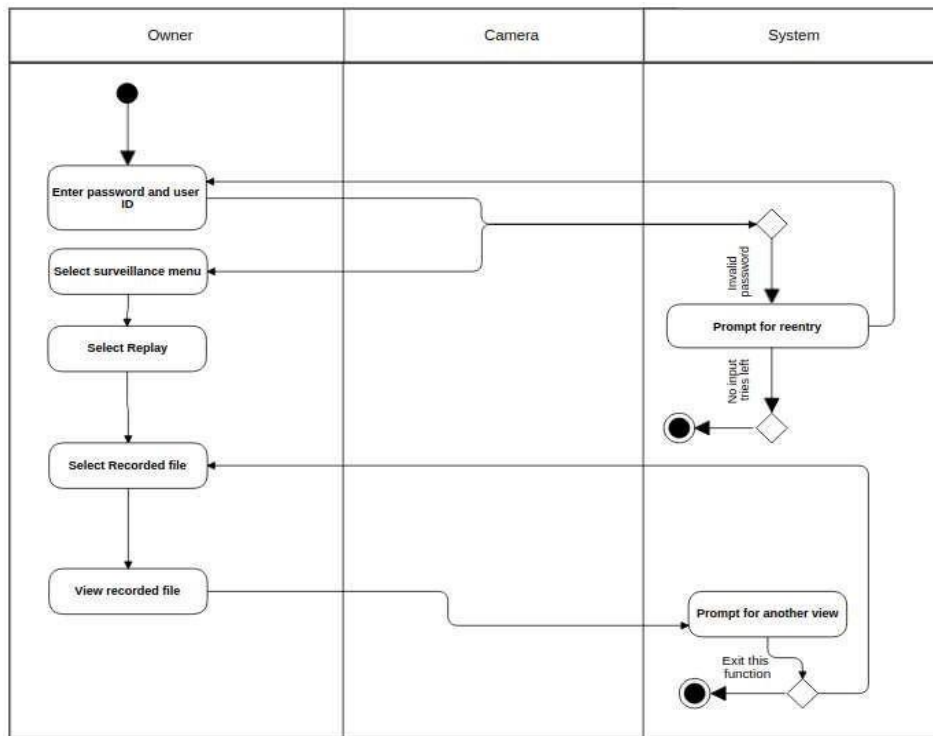 Owner
Camera
System
Enter password and user
ID
Select surveillance menu
Invalid
password
Prompt for reentry
Select Replay
No input
tries left
Select Recorded file
View recorded file
Prompt for another view
Exit this
function